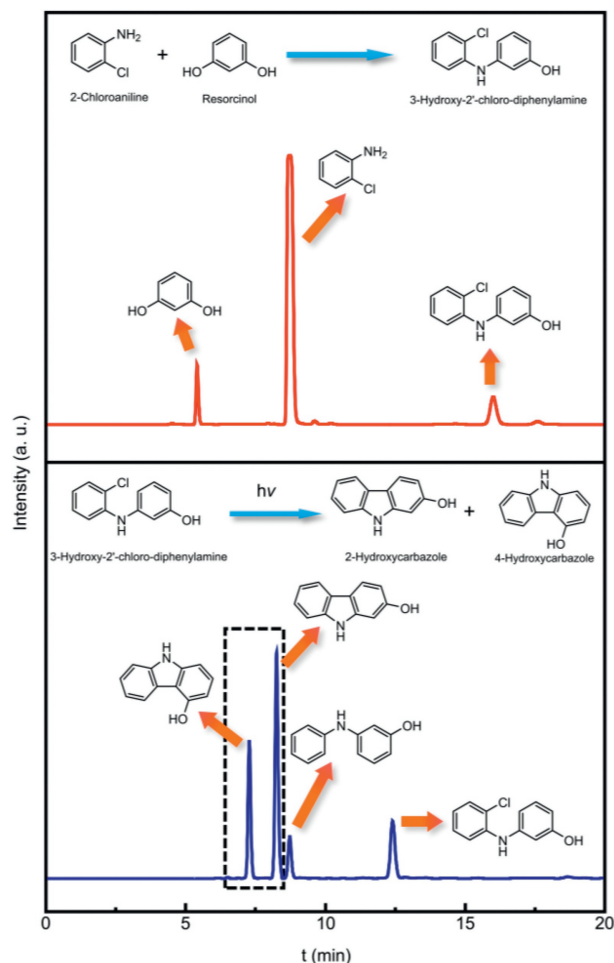 NH2
Cl
2-Chloroaniline
+
HO
OH
Resorcinol
Cl
N
H
OH
3-Hydroxy-2'-chloro-diphenylamine
NH2
Cl
HO
OH
Cl
N
H
OH
Intensity (a. u.)
Cl
N
H
OH
3-Hydroxy-2'-chloro-diphenylamine
hν
N
H
OH
2-Hydroxycarbazole
+
H
N
HO
4-Hydroxycarbazole
N
H
OH
H
N
HO
H
N
OH
Cl
N
H
OH
0 5 10 15 20
t (min)